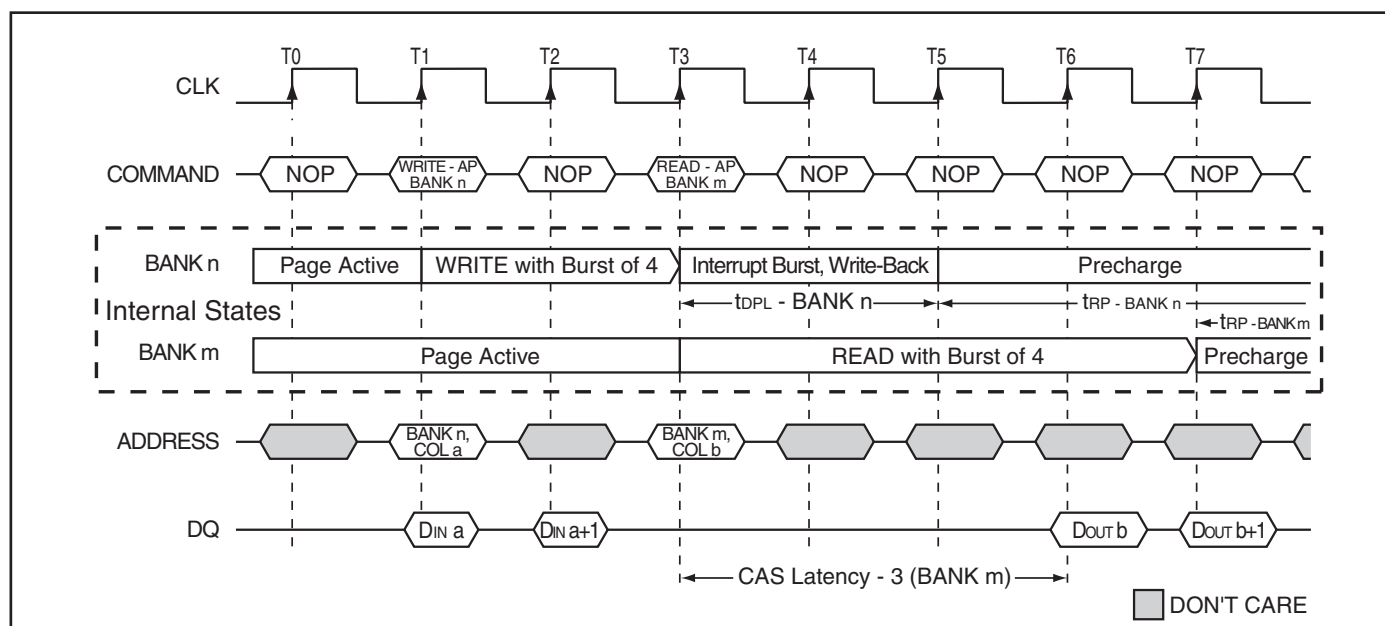 T0 T1 T2 T3 T4 T5 T6 T7
CLK
COMMAND NOP WRITE - AP BANK n NOP READ - AP BANK m NOP NOP NOP NOP
BANK n Page Active WRITE with Burst of 4 Interrupt Burst, Write-Back Precharge
tDPL - BANK n tRP - BANK n
Internal States
tRP - BANK m
BANK m Page Active READ with Burst of 4 Precharge
ADDRESS BANK n, COL a BANK m, COL b
DQ DIN a DIN a+1 DOUT b DOUT b+1
CAS Latency - 3 (BANK m)
DON'T CARE